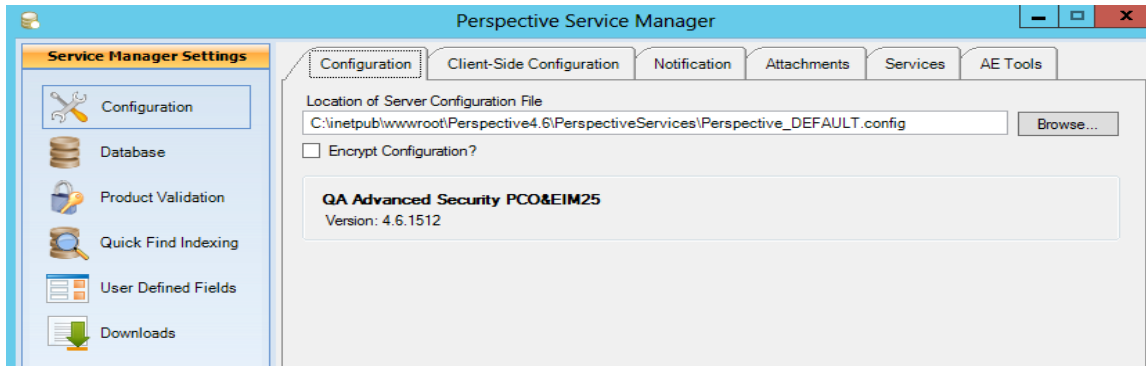 Perspective Service Manager
Service Manager Settings
Configuration
Database
Product Validation
Quick Find Indexing
User Defined Fields
Downloads
Configuration Client-Side Configuration Notification Attachments Services AE Tools
Location of Server Configuration File
C:\inetpub\wwwroot\Perspective4.6\PerspectiveServices\Perspective_DEFAULT.config Browse...
Encrypt Configuration?
QA Advanced Security PCO&EIM25
Version: 4.6.1512